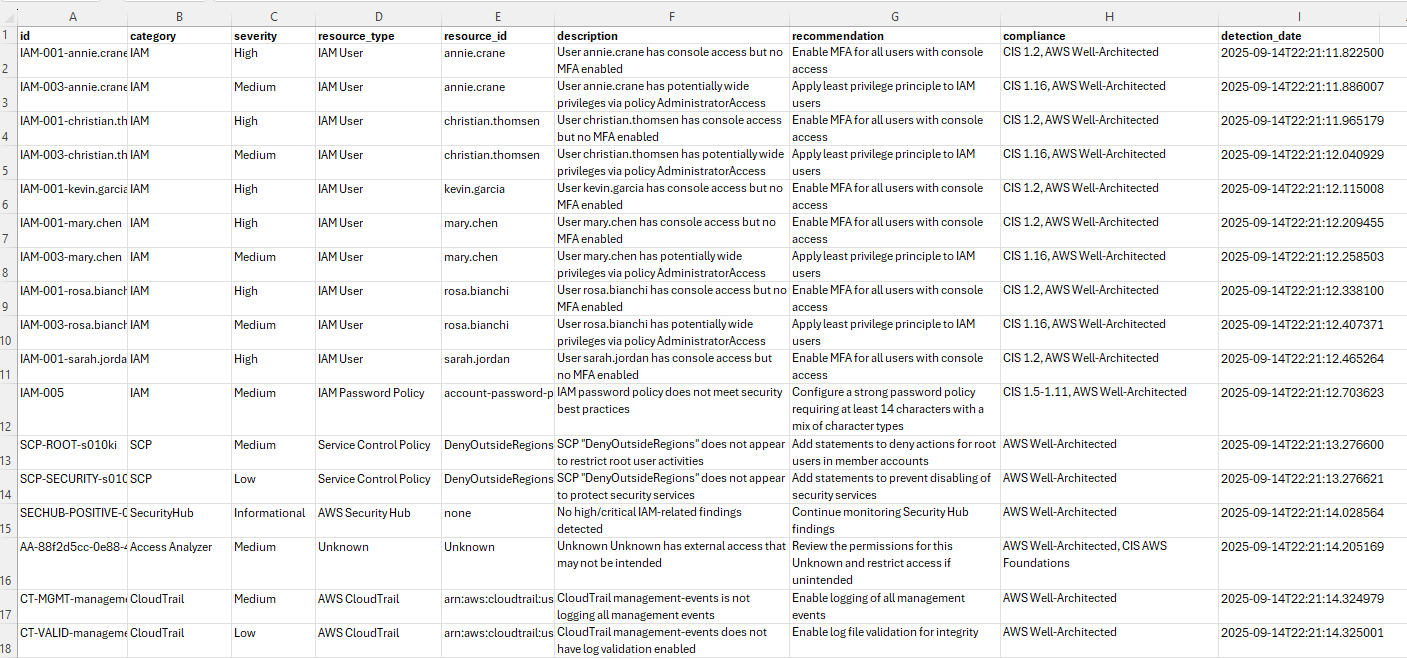 A B C D E F G H I
1 id category severity resource_type resource_id description recommendation compliance detection_date
IAM-001-annie.crane IAM High IAM User annie.crane User annie.crane has console access but no Enable MFA for all users with console CIS 1.2, AWS Well-Architected 2025-09-14T22:21:11.822500
2 MFA enabled access
IAM-003-annie.crane IAM Medium IAM User annie.crane User annie.crane has potentially wide Apply least privilege principle to IAM CIS 1.16, AWS Well-Architected 2025-09-14T22:21:11.886007
3 privileges via policy AdministratorAccess users
IAM-001-christian.th IAM High IAM User christian.thomsen User christian.thomsen has console access Enable MFA for all users with console CIS 1.2, AWS Well-Architected 2025-09-14T22:21:11.965179
4 but no MFA enabled access
IAM-003-christian.th IAM Medium IAM User christian.thomsen User christian.thomsen has potentially wide Apply least privilege principle to IAM CIS 1.16, AWS Well-Architected 2025-09-14T22:21:12.040929
5 privileges via policy AdministratorAccess users
IAM-001-kevin.garcia IAM High IAM User kevin.garcia User kevin.garcia has console access but no Enable MFA for all users with console CIS 1.2, AWS Well-Architected 2025-09-14T22:21:12.115008
6 MFA enabled access
IAM-001-mary.chen IAM High IAM User mary.chen User mary.chen has console access but no Enable MFA for all users with console CIS 1.2, AWS Well-Architected 2025-09-14T22:21:12.209455
7 MFA enabled access
IAM-003-mary.chen IAM Medium IAM User mary.chen User mary.chen has potentially wide Apply least privilege principle to IAM CIS 1.16, AWS Well-Architected 2025-09-14T22:21:12.258503
8 privileges via policy AdministratorAccess users
IAM-001-rosa.bianch IAM High IAM User rosa.bianchi User rosa.bianchi has console access but no Enable MFA for all users with console CIS 1.2, AWS Well-Architected 2025-09-14T22:21:12.338100
9 MFA enabled access
IAM-003-rosa.bianch IAM Medium IAM User rosa.bianchi User rosa.bianchi has potentially wide Apply least privilege principle to IAM CIS 1.16, AWS Well-Architected 2025-09-14T22:21:12.407371
10 privileges via policy AdministratorAccess users
IAM-001-sarah.jorda IAM High IAM User sarah.jordan User sarah.jordan has console access but Enable MFA for all users with console CIS 1.2, AWS Well-Architected 2025-09-14T22:21:12.465264
11 no MFA enabled access
IAM-005 IAM Medium IAM Password Policy account-password-p IAM password policy does not meet security Configure a strong password policy CIS 1.5-1.11, AWS Well-Architected 2025-09-14T22:21:12.703623
best practices requiring at least 14 characters with a
12 mix of character types
SCP-ROOT-s010ki SCP Medium Service Control Policy DenyOutsideRegions SCP "DenyOutsideRegions" does not appear Add statements to deny actions for root AWS Well-Architected 2025-09-14T22:21:13.276600
13 to restrict root user activities users in member accounts
SCP-SECURITY-s010 SCP Low Service Control Policy DenyOutsideRegions SCP "DenyOutsideRegions" does not appear Add statements to prevent disabling of AWS Well-Architected 2025-09-14T22:21:13.276621
14 to protect security services security services
SECHUB-POSITIVE-0 SecurityHub Informational AWS Security Hub none No high/critical IAM-related findings Continue monitoring Security Hub AWS Well-Architected 2025-09-14T22:21:14.028564
15 detected findings
AA-88f2d5cc-0e88-4 Access Analyzer Medium Unknown Unknown Unknown Unknown has external access that Review the permissions for this AWS Well-Architected, CIS AWS 2025-09-14T22:21:14.205169
may not be intended Unknown and restrict access if Foundations
16 unintended
CT-MGMT-managem CloudTrail Medium AWS CloudTrail arn:aws:cloudtrail:us CloudTrail management-events is not Enable logging of all management AWS Well-Architected 2025-09-14T22:21:14.324979
17 logging all management events events
CT-VALID-manageme CloudTrail Low AWS CloudTrail arn:aws:cloudtrail:us CloudTrail management-events does not Enable log file validation for integrity AWS Well-Architected 2025-09-14T22:21:14.325001
18 have log validation enabled